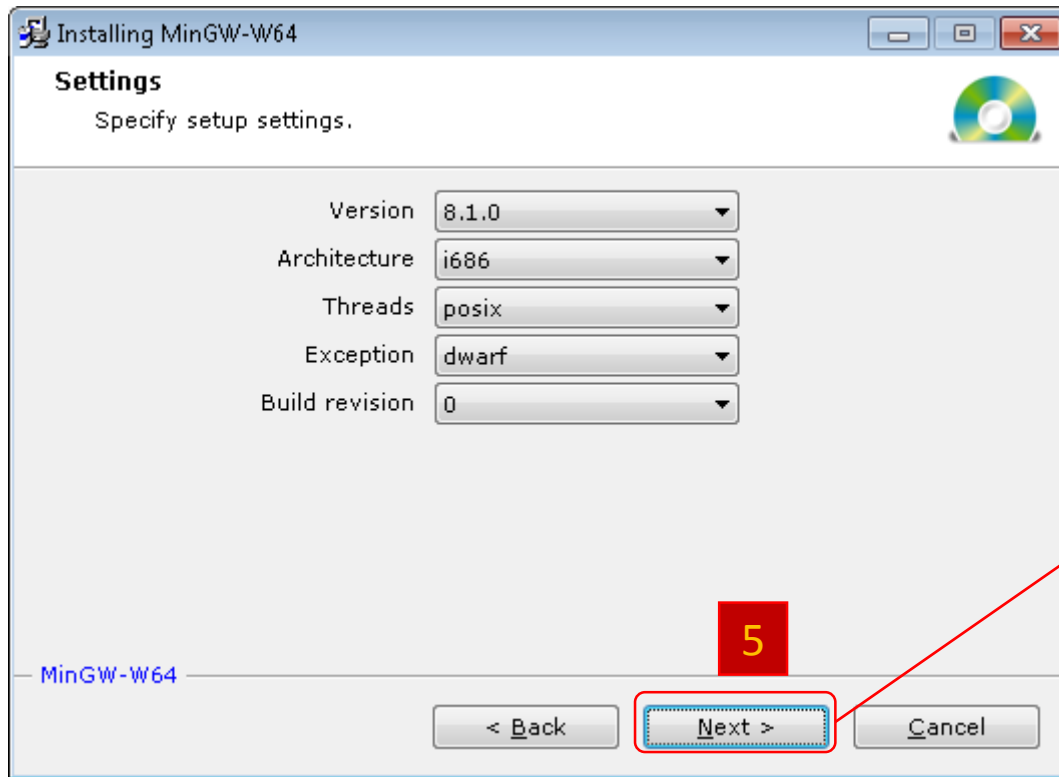 Installing MinGW-W64
Settings
Specify setup settings.
Version 8.1.0
Architecture i686
Threads posix
Exception dwarf
Build revision 0
5
MinGW-W64
< Back Next > Cancel